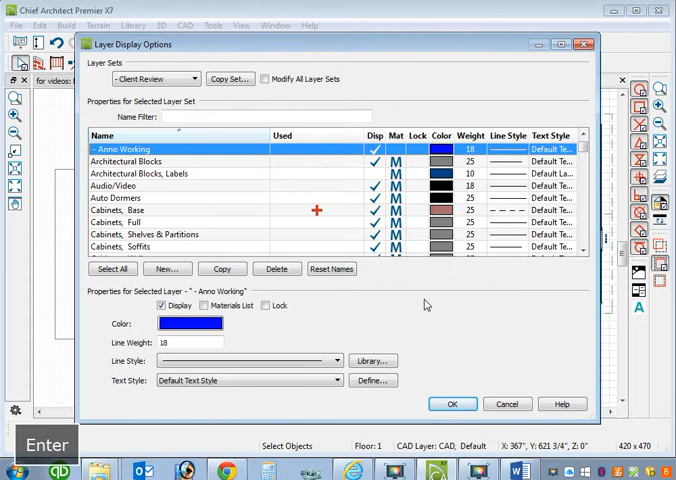 Chief Architect Premier X7
File Edit Build Terrain 3D CAD Tools Library View Window Help
for videos:
Layer Display Options
Layer Sets
- Client Review
Copy Set...
Modify All Layer Sets
Properties for Selected Layer Set
Name Filter:
Name Used Disp Mat Lock Color Weight Line Style Text Style
- Anno Working 18 Default Te...
Architectural Blocks M 25 Default Te...
Architectural Blocks, Labels M 10 Default La...
Audio/Video M 18 Default Te...
Auto Dormers M 25 Default Te...
Cabinets, Base M 25 Default Te...
Cabinets, Full M 25 Default Te...
Cabinets, Shelves & Partitions M 25 Default Te...
Cabinets, Soffits M 25 Default Te...
Select All New... Copy Delete Reset Names
Properties for Selected Layer - " - Anno Working"
Display Materials List Lock
Color:
Line Weight: 18
Line Style: Library...
Text Style: Default Text Style Define...
OK Cancel Help
Enter
Select Objects Floor: 1 CAD Layer: CAD, Default X: 367", Y: 621 3/4", Z: 0" 420 x 470